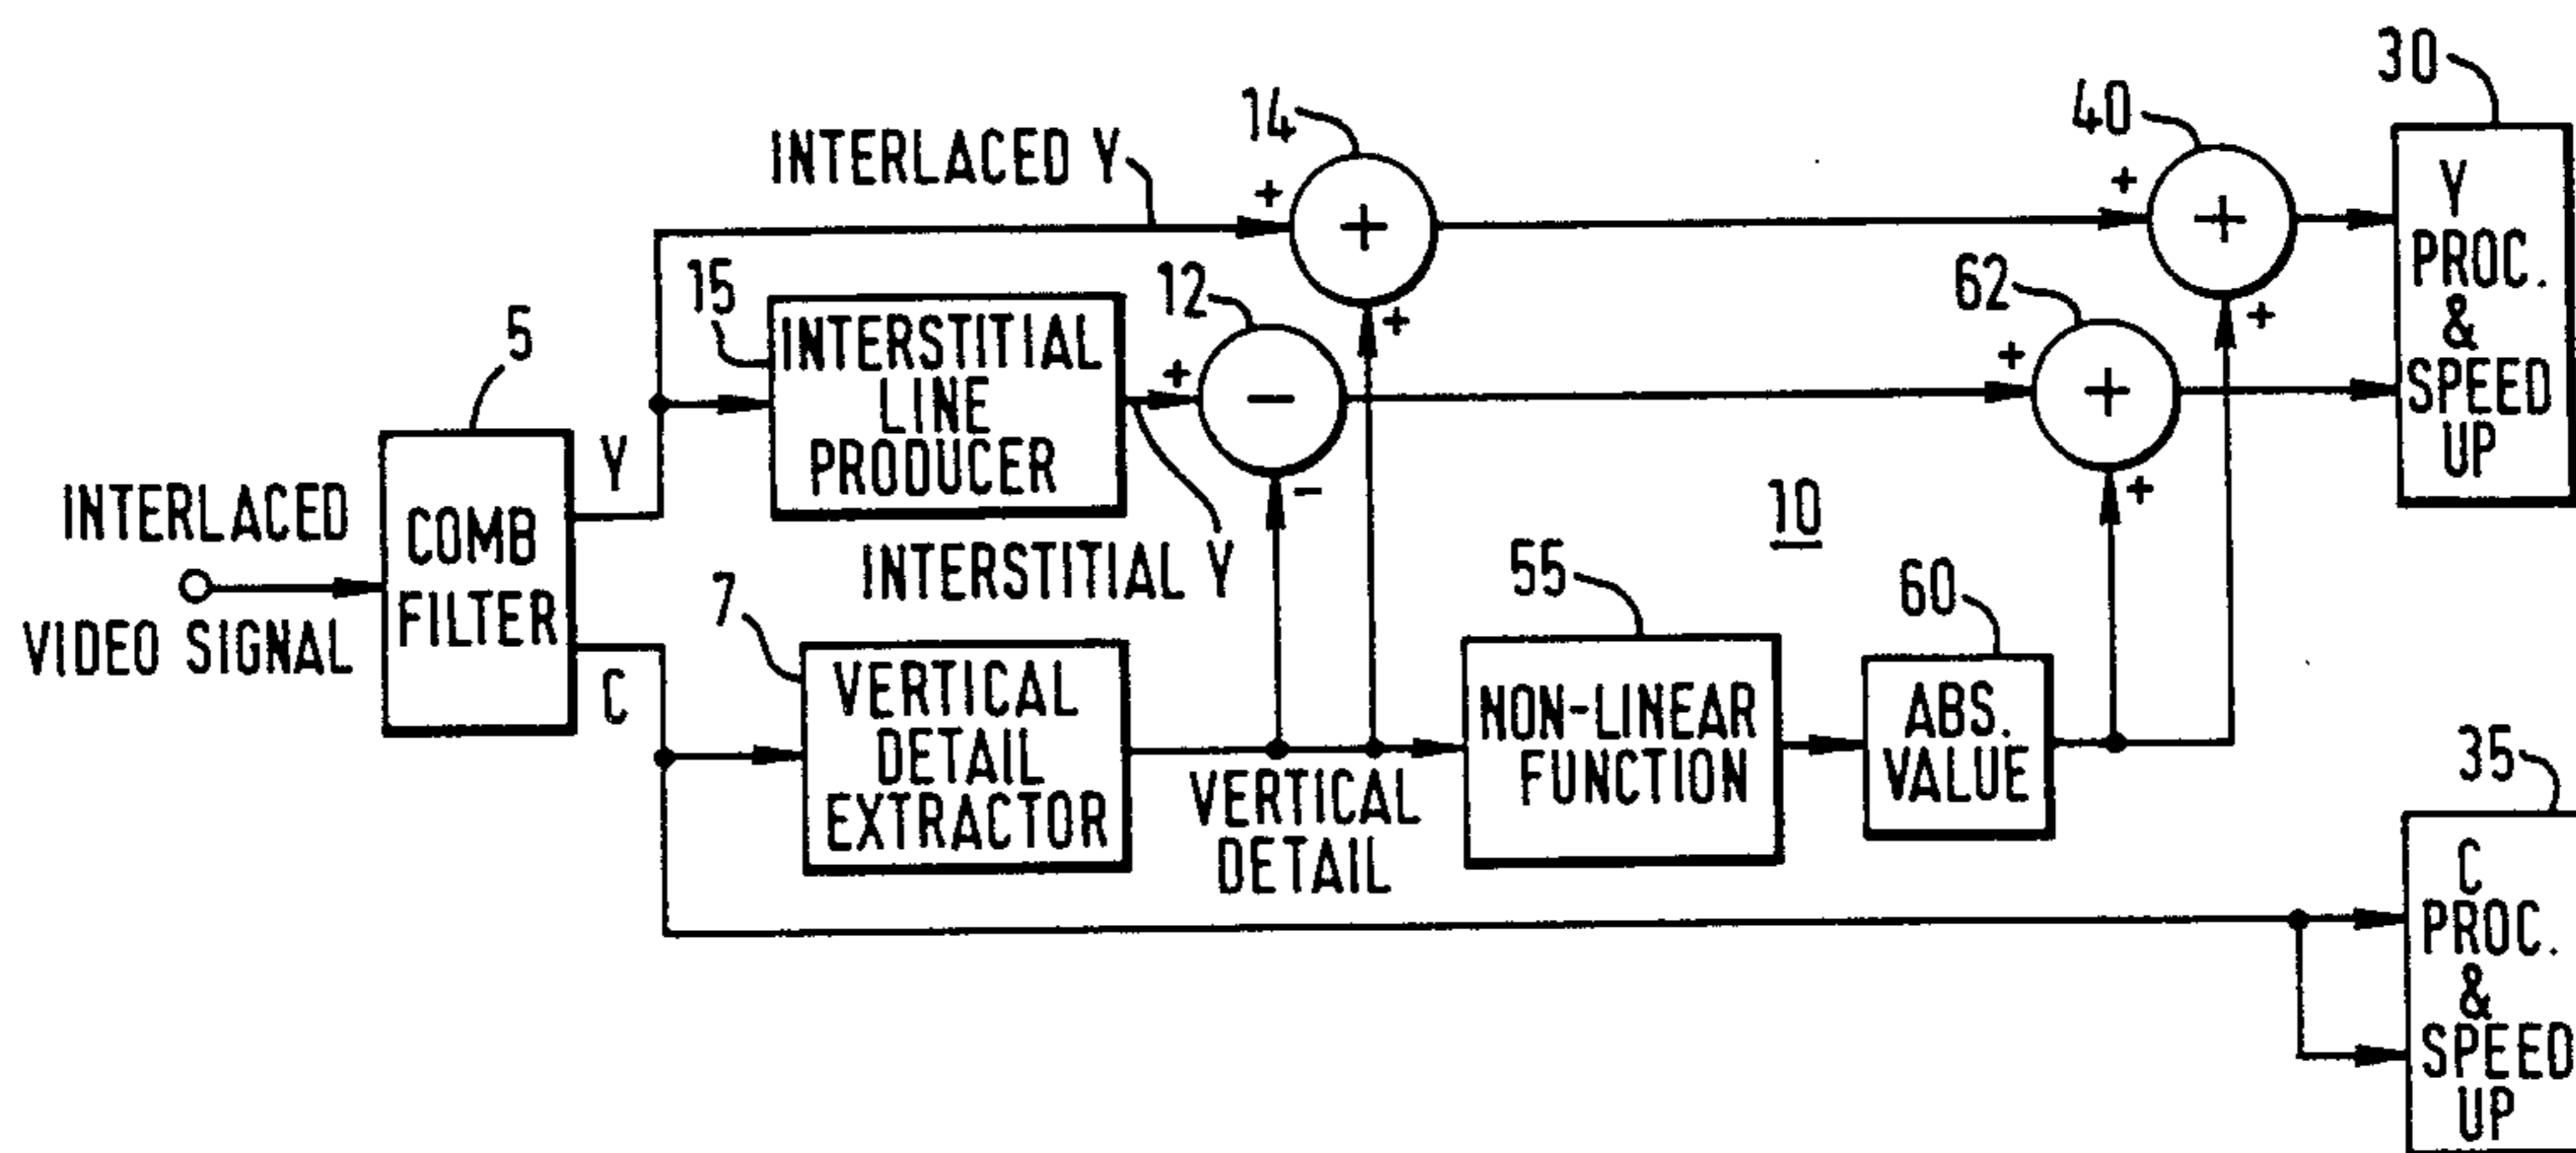 30
14
40
INTERLACED Y
+
+
+
+
Y
PROC.
&
SPEED
UP
15
12
62
+
+
5
INTERSTITIAL
LINE
PRODUCER
+
+
-
+
-
+
Y
INTERLACED
VIDEO SIGNAL
COMB
FILTER
C
INTERSTITIAL Y
10
7
55
60
VERTICAL
DETAIL
EXTRACTOR
NON-LINEAR
FUNCTION
ABS.
VALUE
VERTICAL
DETAIL
35
C
PROC.
&
SPEED
UP